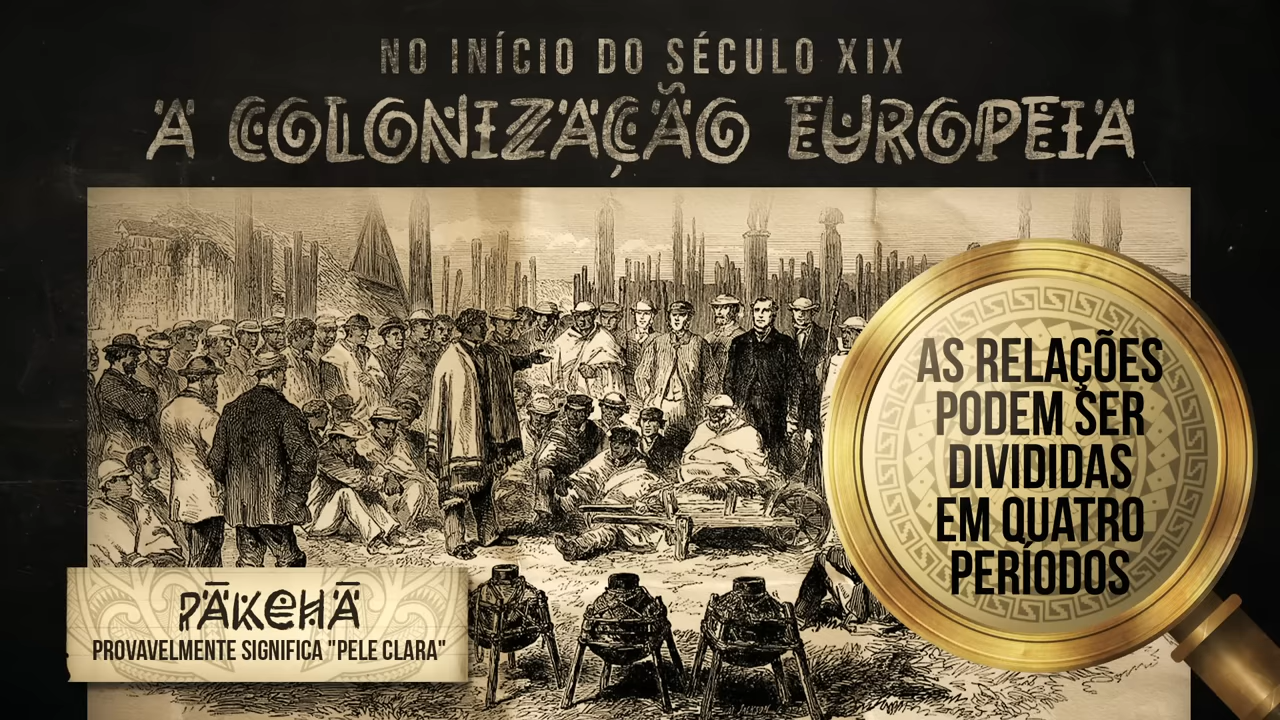 NO INÍCIO DO SÉCULO XIX
A COLONIZAÇÃO EUROPEIA
AS RELAÇÕES
PODEM SER
DIVIDIDAS
EM QUATRO
PERÍODOS
PĀKEHĀ
PROVAVELMENTE SIGNIFICA "PELE CLARA"